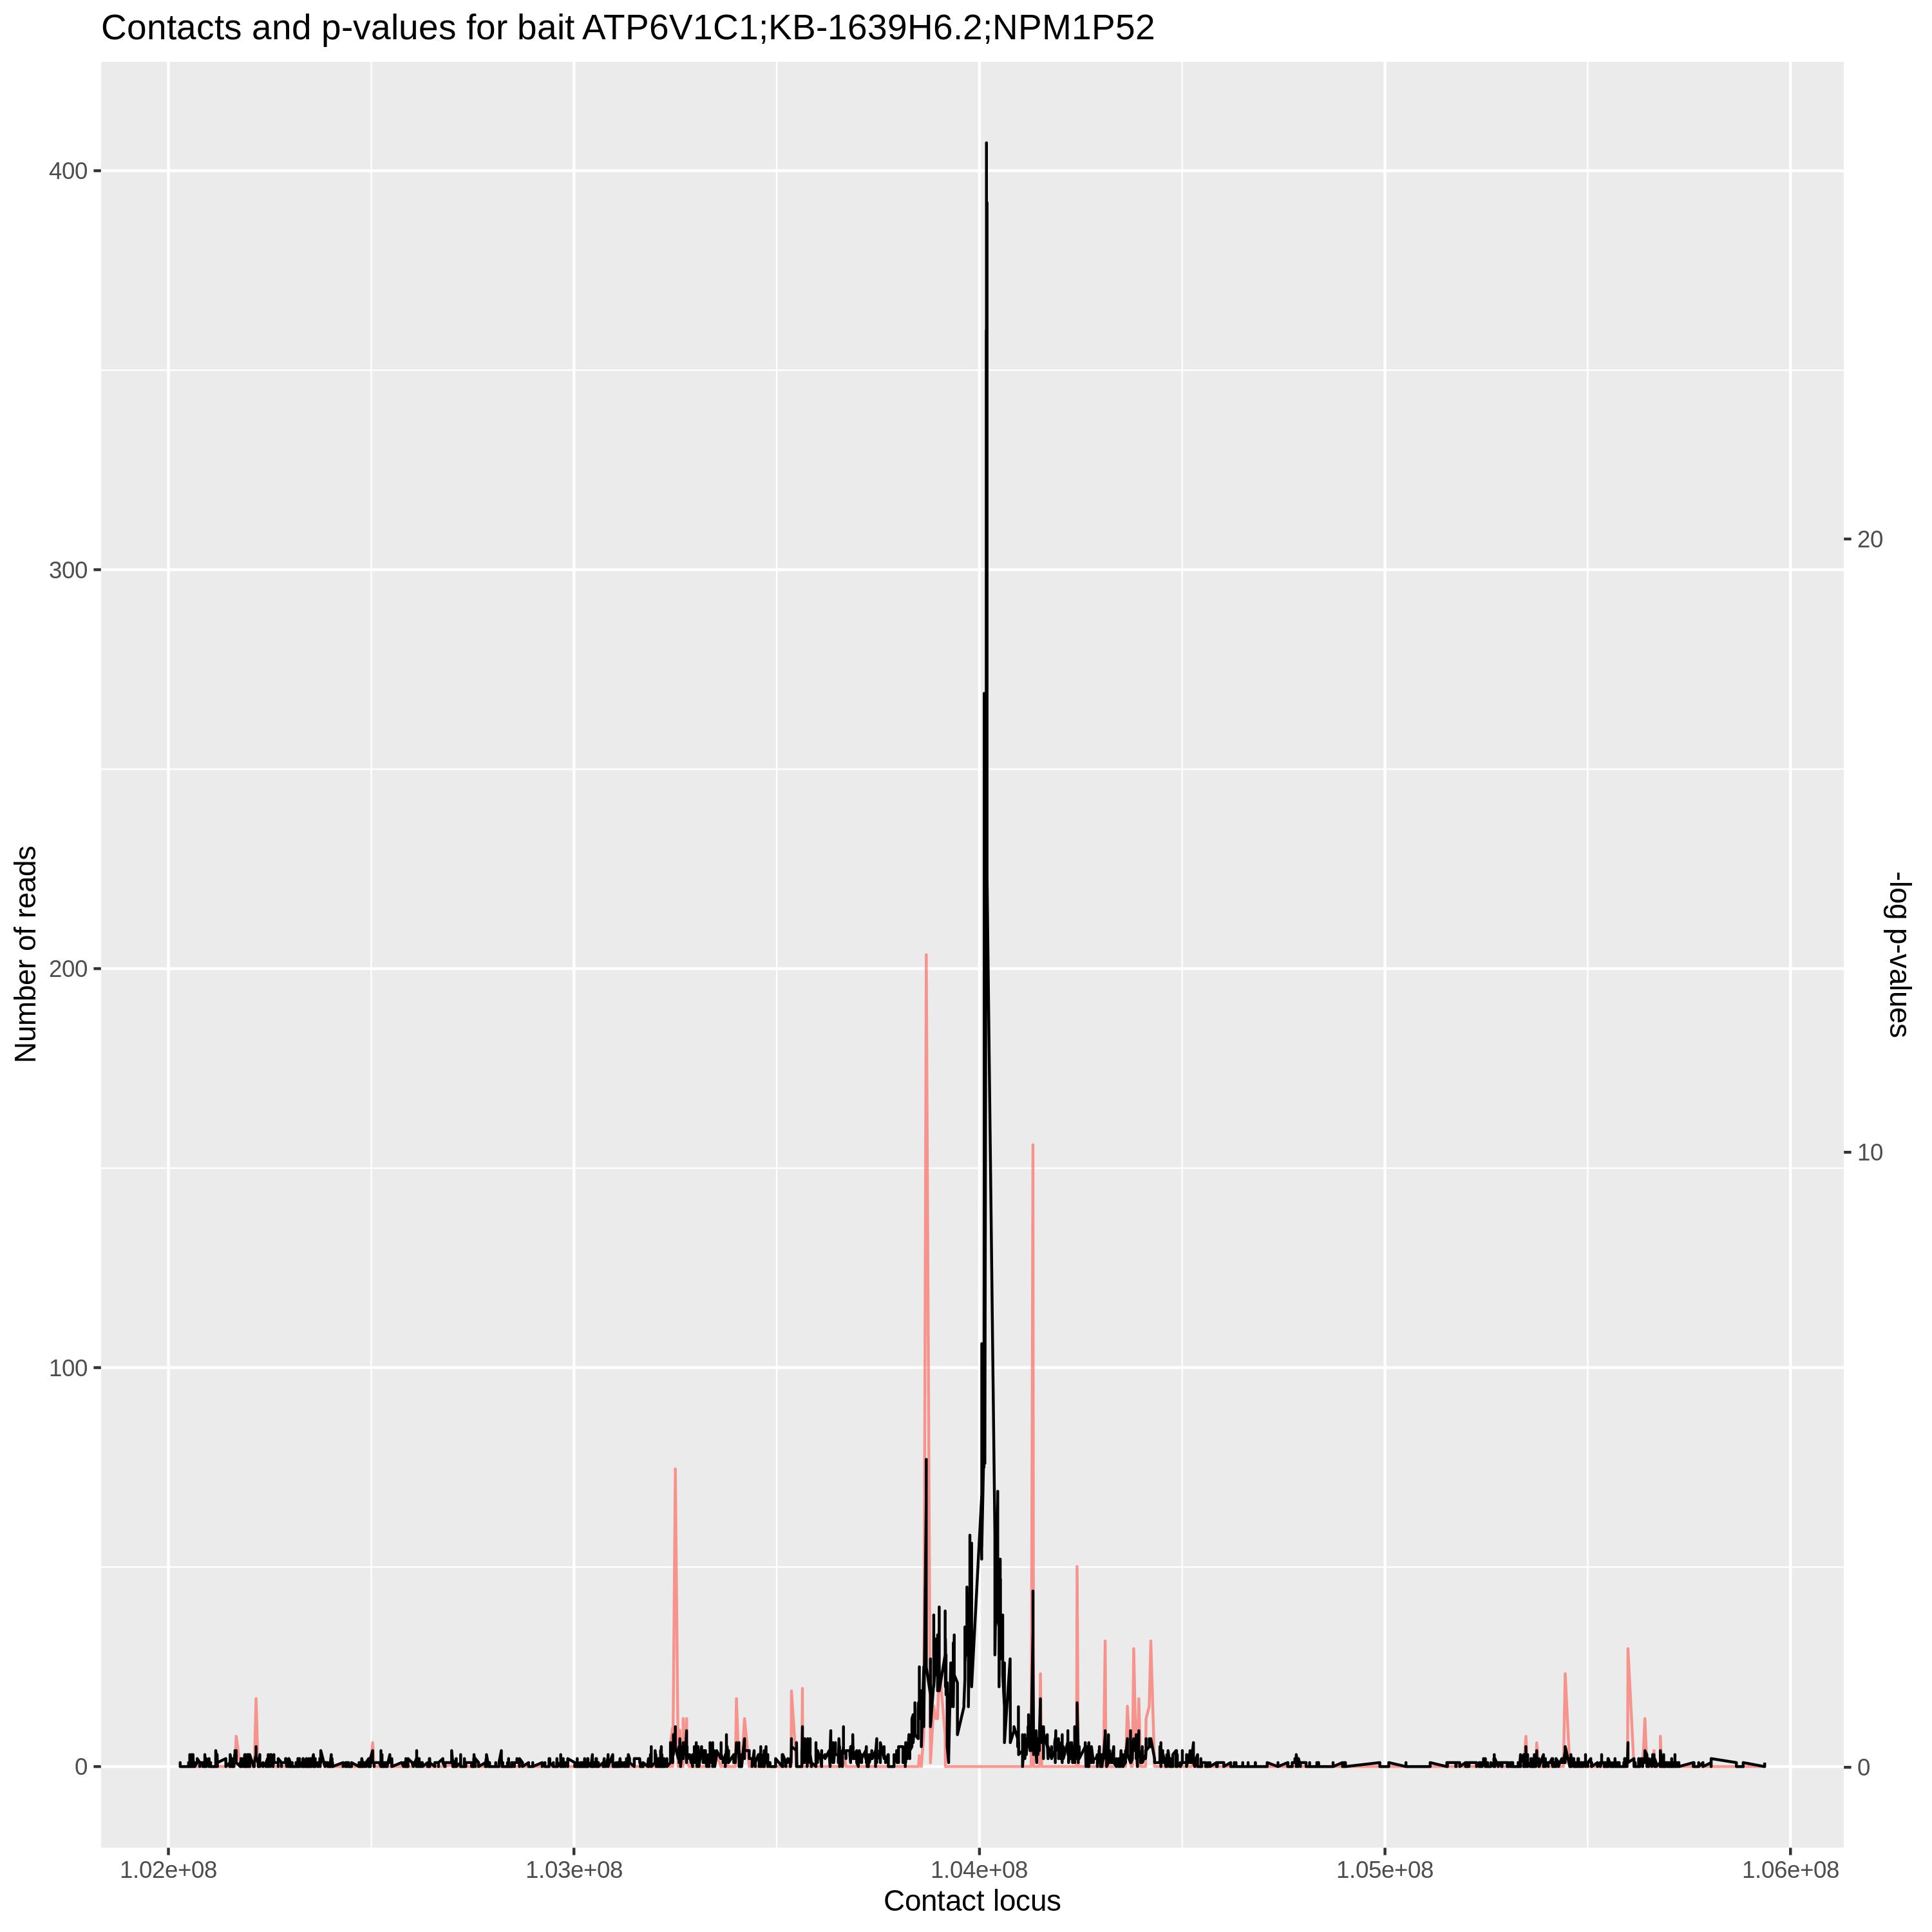 Contacts and p-values for bait ATP6V1C1;KB-1639H6.2;NPM1P52
400
300
200
100
0
Number of reads
20
10
0
-log p-values
1.02e+08 1.03e+08 1.04e+08 1.05e+08 1.06e+08
Contact locus